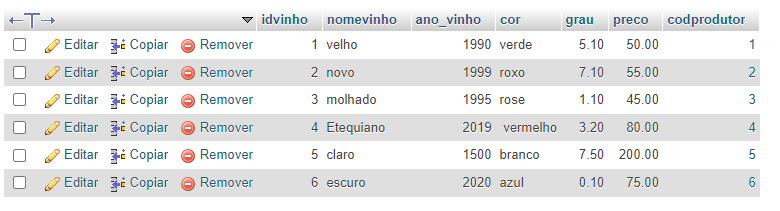 idvinho nomevinho ano_vinho cor grau preco codprodutor
Editar Copiar Remover 1 velho 1990 verde 5.10 50.00 1
Editar Copiar Remover 2 novo 1999 roxo 7.10 55.00 2
Editar Copiar Remover 3 molhado 1995 rose 1.10 45.00 3
Editar Copiar Remover 4 Etequiano 2019 vermelho 3.20 80.00 4
Editar Copiar Remover 5 claro 1500 branco 7.50 200.00 5
Editar Copiar Remover 6 escuro 2020 azul 0.10 75.00 6